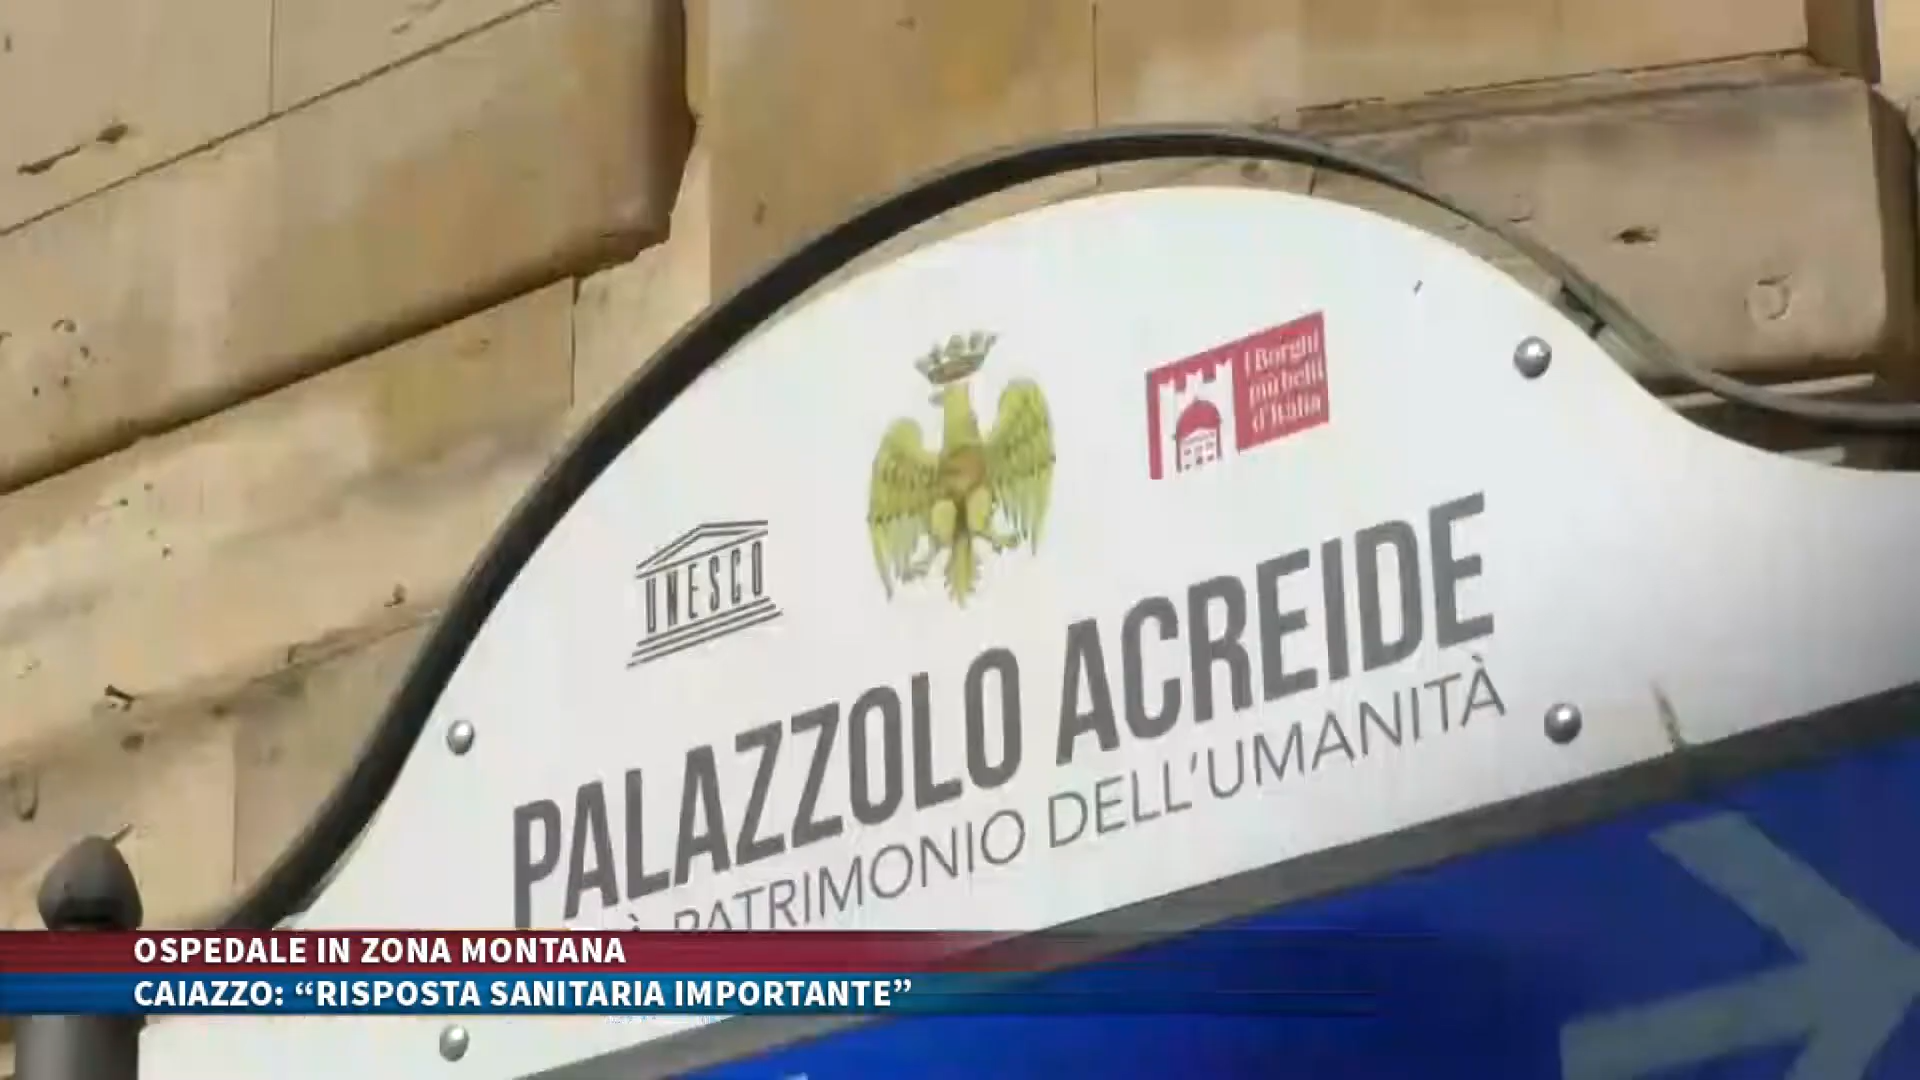 I Borghi
più belli
d'Italia
UNESCO
PALAZZOLO ACREIDE
PATRIMONIO DELL'UMANITÀ
OSPEDALE IN ZONA MONTANA
CAIAZZO: “RISPOSTA SANITARIA IMPORTANTE”